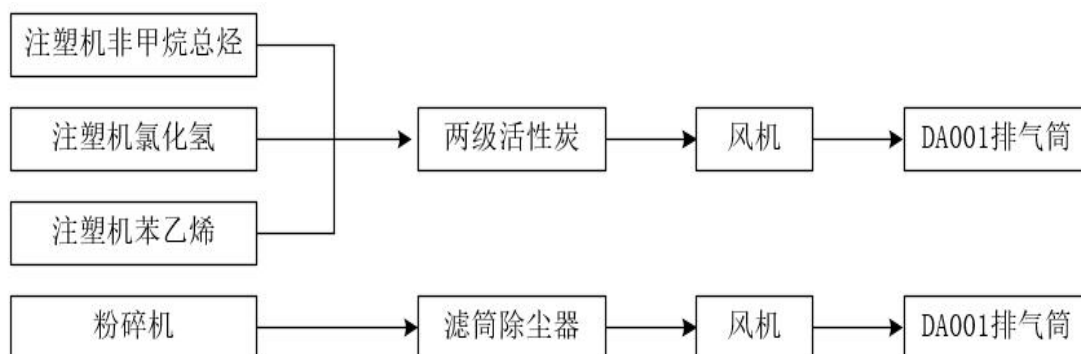 注塑机非甲烷总烃
注塑机氯化氢
两级活性炭
风机
DA001排气筒
注塑机苯乙烯
粉碎机
滤筒除尘器
风机
DA001排气筒